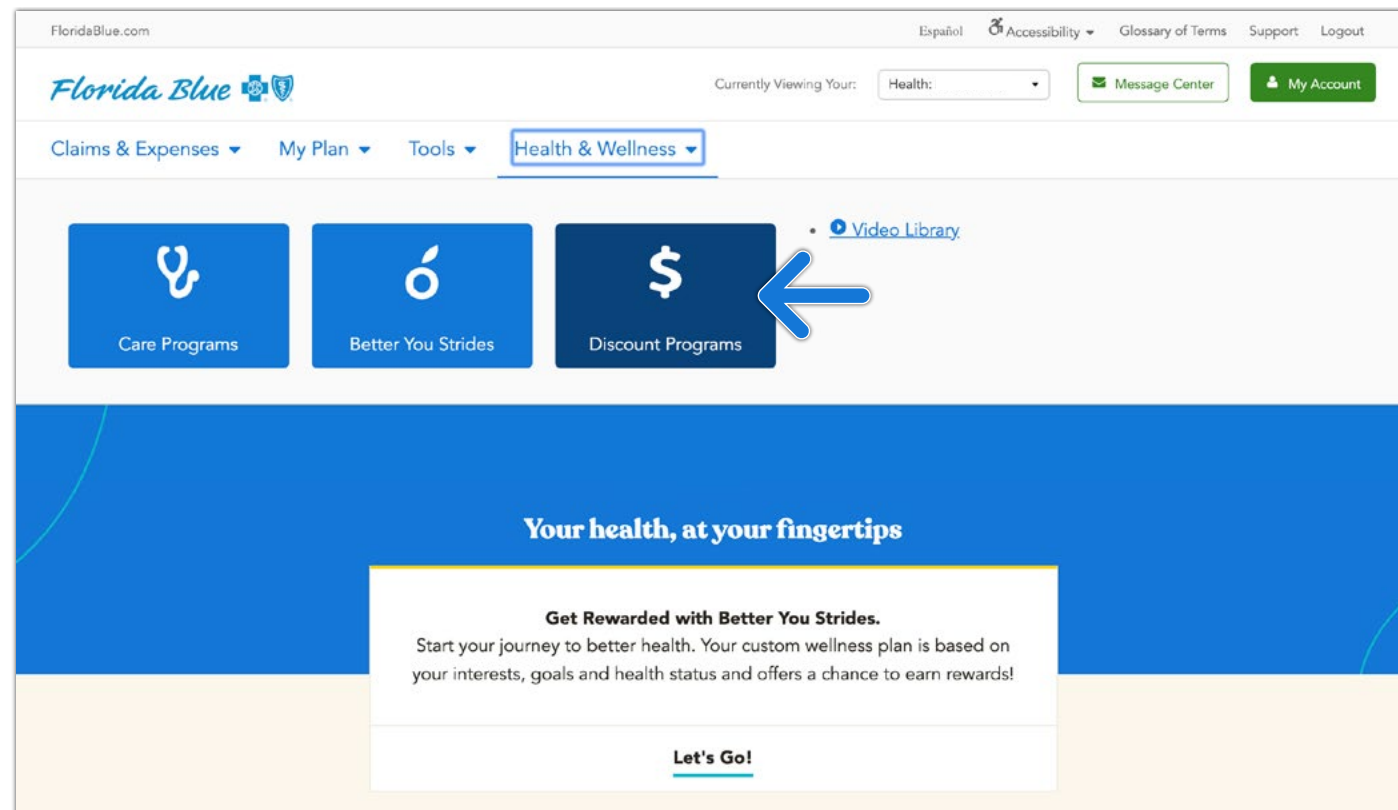 FloridaBlue.com
Español
Accessibility
Glossary of Terms
Support
Logout
Florida Blue
Currently Viewing Your:
Health:
Message Center
My Account
Claims & Expenses
My Plan
Tools
Health & Wellness
Care Programs
Better You Strides
$
Discount Programs
Video Library
Your health, at your fingertips
Get Rewarded with Better You Strides.
Start your journey to better health. Your custom wellness plan is based on
your interests, goals and health status and offers a chance to earn rewards!
Let's Go!